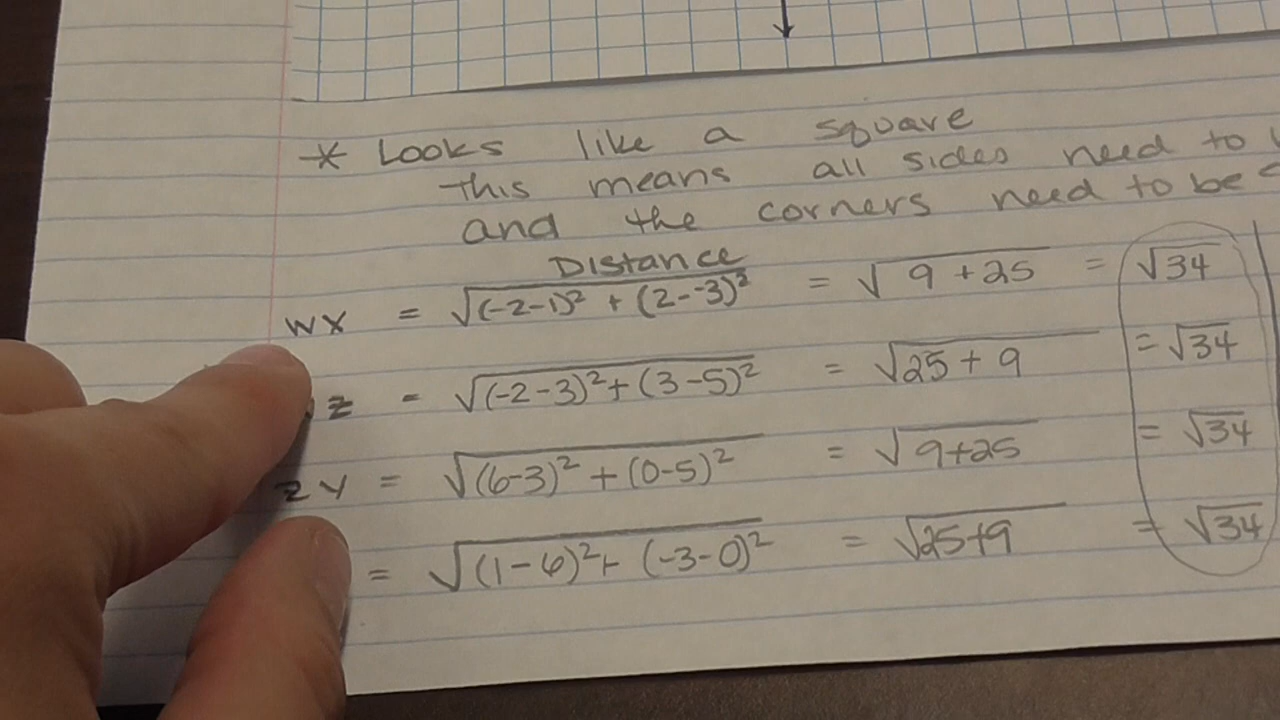 * Looks like a square
This means all sides need to
and the corners need to be
Distance
WX = √(-2-1)² + (2--3)² = √9+25 = √34
Z = √(-2-3)² + (3-5)² = √25+9 = √34
ZY = √(6-3)² + (0-5)² = √9+25 = √34
= √(1-6)² + (-3-0)² = √25+9 = √34